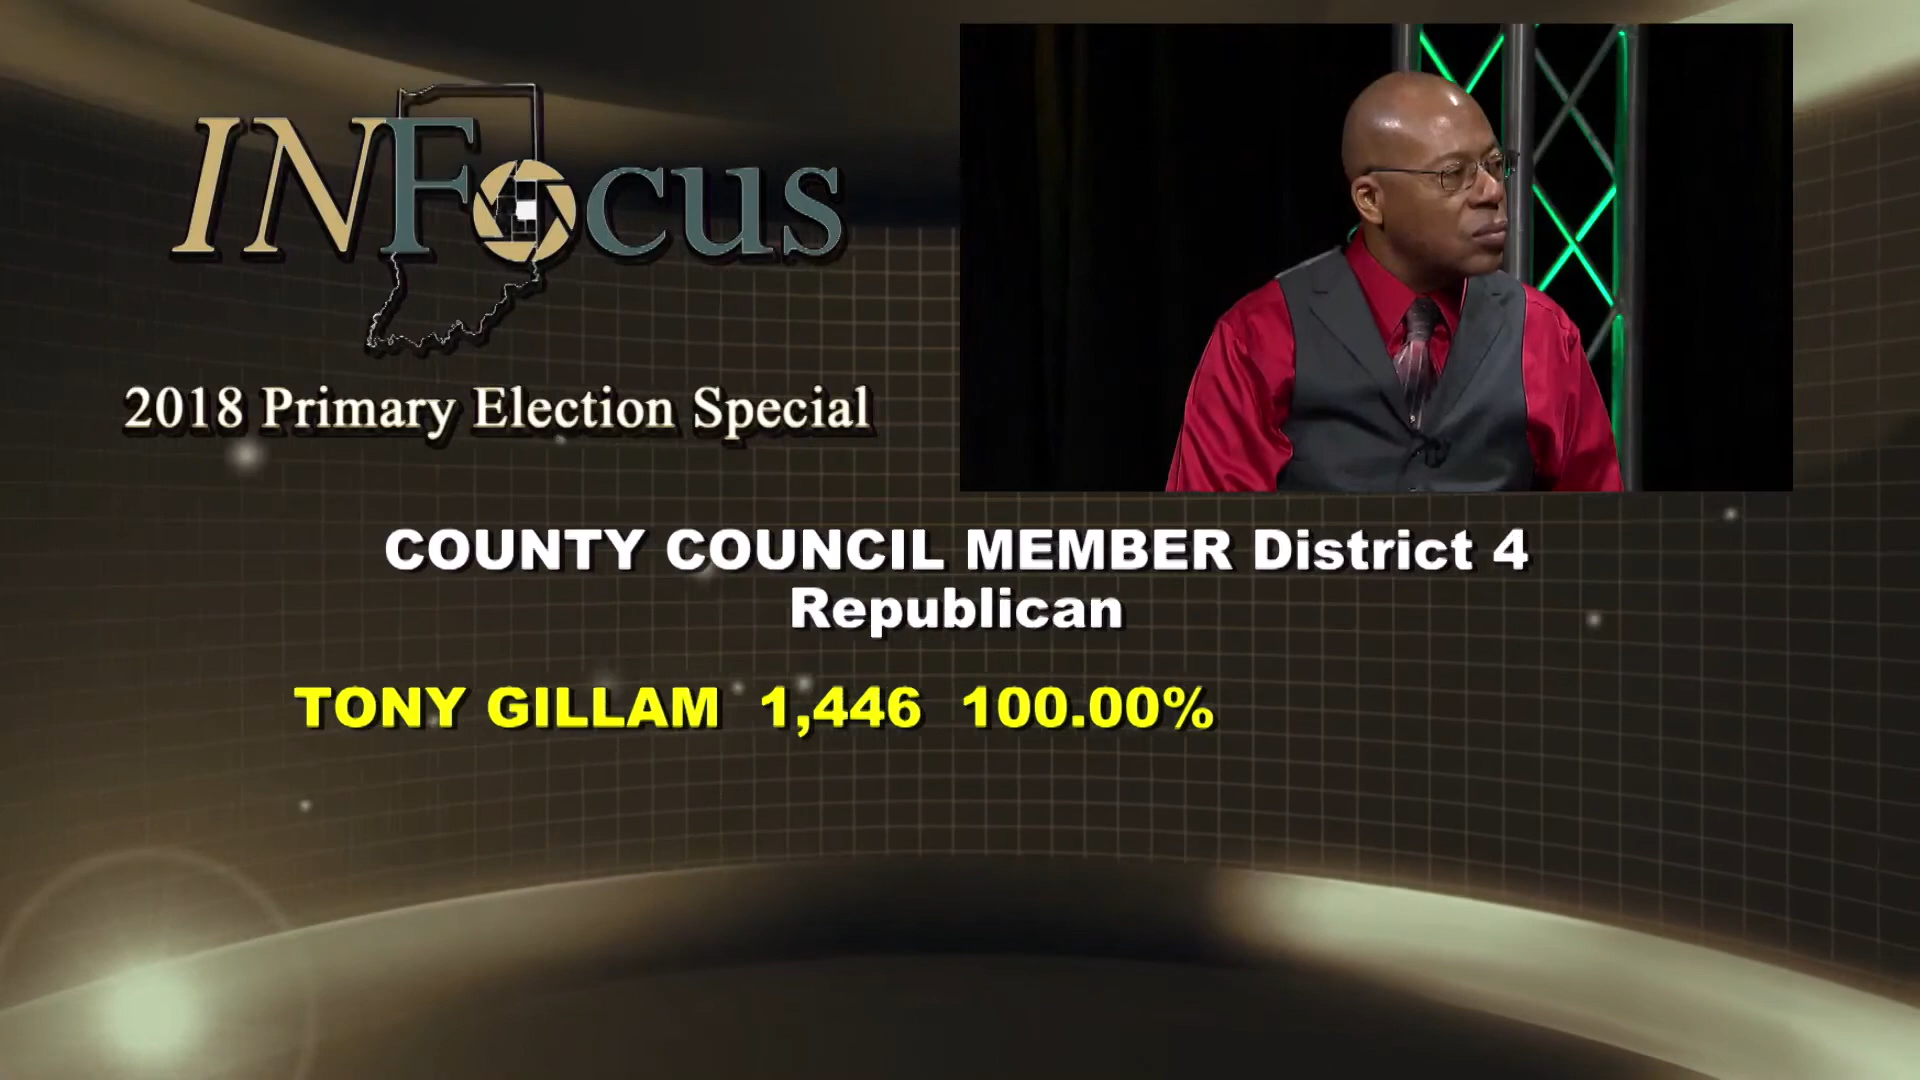 INFocus
2018 Primary Election Special
COUNTY COUNCIL MEMBER District 4
Republican
TONY GILLAM 1,446 100.00%